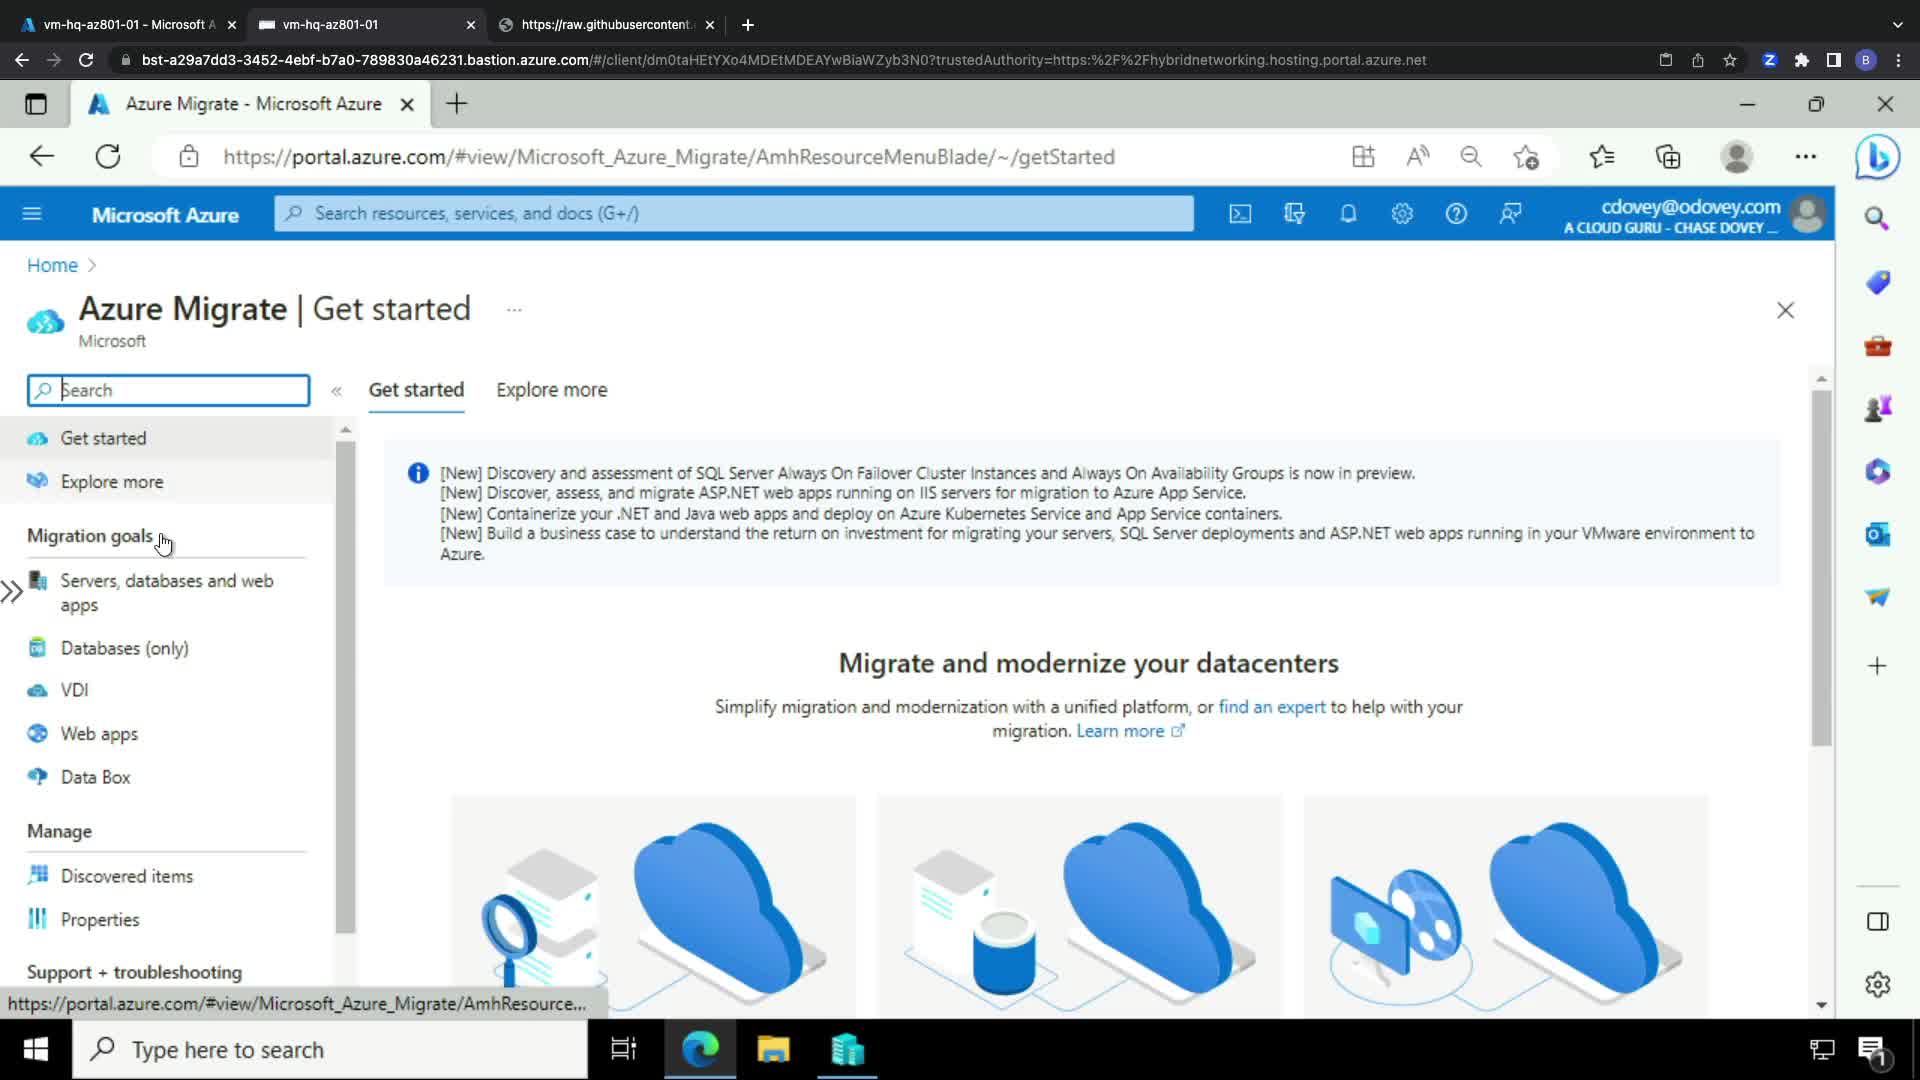 vm-hq-az801-01 - Microsoft A
vm-hq-az801-01
https://raw.githubusercontent.
bst-a29a7dd3-3452-4ebf-b7a0-789830a46231.bastion.azure.com/#/client/dm0taHEtYXo4MDEtMDEAYwBiaWZyb3N0?trustedAuthority=https:%2F%2Fhybridnetworking.hosting.portal.azure.net
B
Azure Migrate - Microsoft Azure
https://portal.azure.com/#view/Microsoft_Azure_Migrate/AmhResourceMenuBlade/~/getStarted
Microsoft Azure
Search resources, services, and docs (G+/)
cdovey@odovey.com
A CLOUD GURU - CHASE DOVEY ...
Home
Azure Migrate | Get started
Microsoft
Search
Get started
Explore more
Get started
Explore more
Migration goals
Servers, databases and web
apps
Databases (only)
VDI
Web apps
Data Box
Manage
Discovered items
Properties
Support + troubleshooting
[New] Discovery and assessment of SQL Server Always On Failover Cluster Instances and Always On Availability Groups is now in preview.
[New] Discover, assess, and migrate ASP.NET web apps running on IIS servers for migration to Azure App Service.
[New] Containerize your .NET and Java web apps and deploy on Azure Kubernetes Service and App Service containers.
[New] Build a business case to understand the return on investment for migrating your servers, SQL Server deployments and ASP.NET web apps running in your VMware environment to
Azure.
Migrate and modernize your datacenters
Simplify migration and modernization with a unified platform, or find an expert to help with your
migration. Learn more
https://portal.azure.com/#view/Microsoft_Azure_Migrate/AmhResource...
Type here to search
1